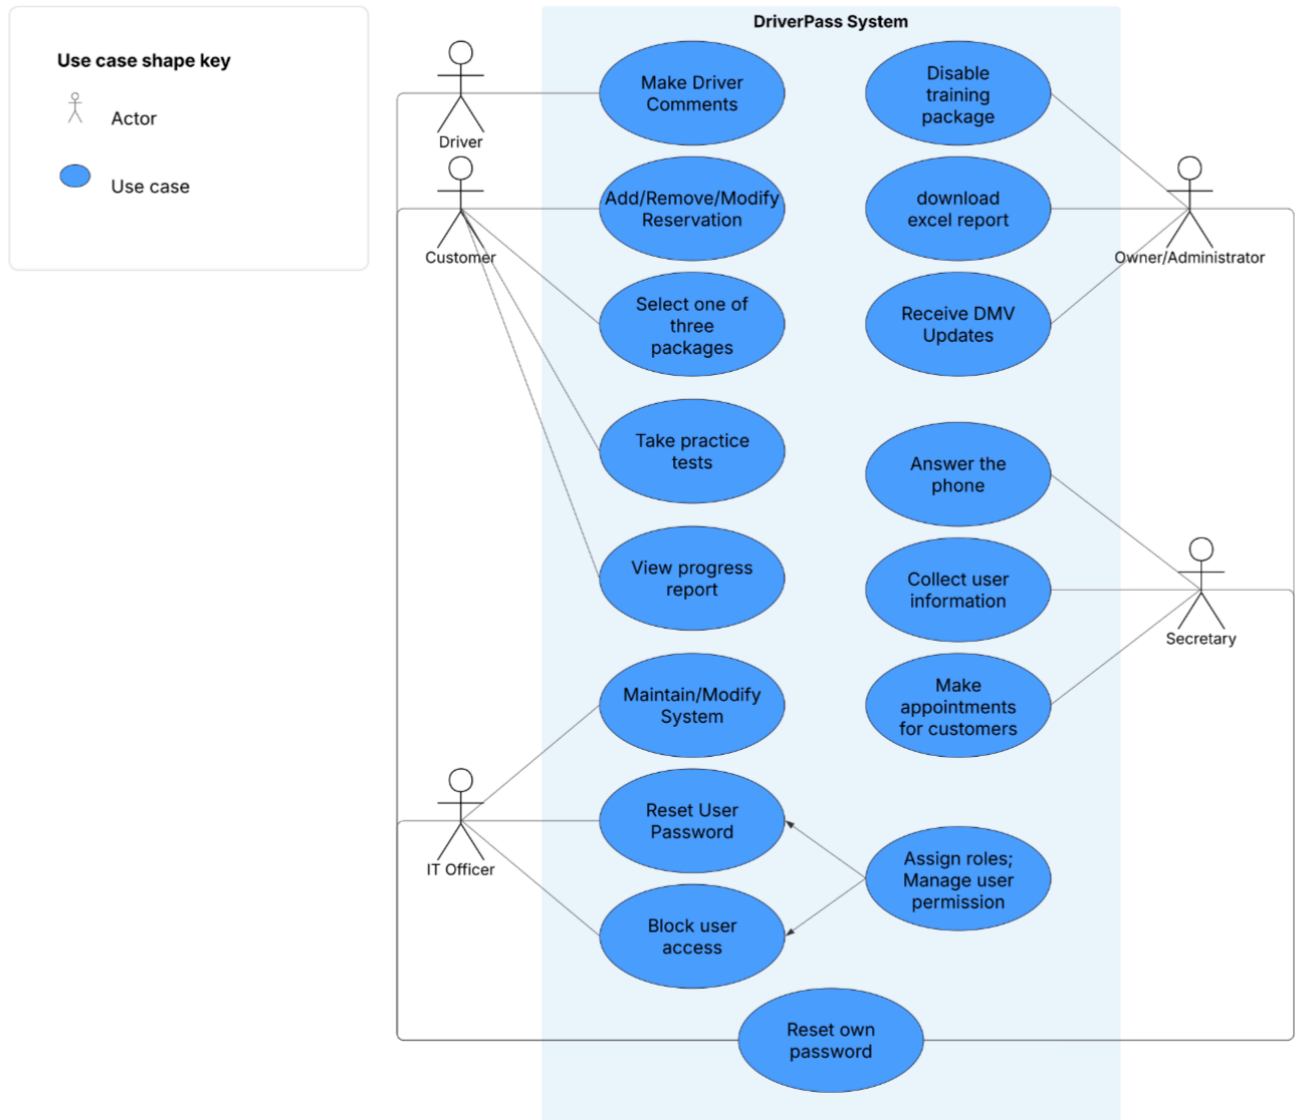 DriverPass System
Use case shape key
Actor
Use case
Driver
Customer
IT Officer
Make Driver
Comments
Add/Remove/Modify
Reservation
Select one of
three
packages
Take practice
tests
View progress
report
Maintain/Modify
System
Reset User
Password
Block user
access
Disable
training
package
download
excel report
Receive DMV
Updates
Answer the
phone
Collect user
information
Make
appointments
for customers
Assign roles;
Manage user
permission
Reset own
password
Owner/Administrator
Secretary